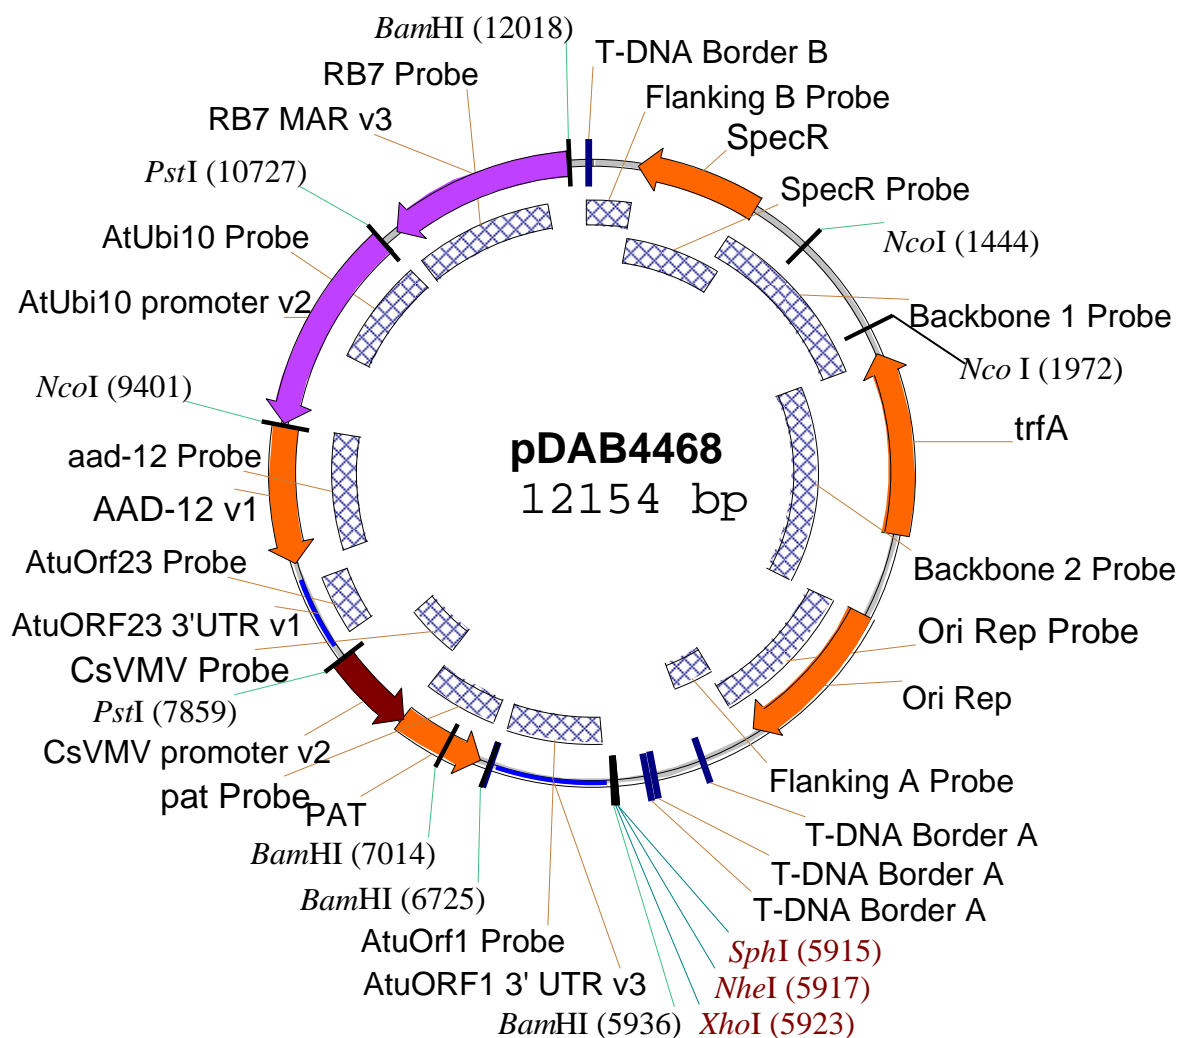 BamHI (12018)
T-DNA Border B
RB7 Probe
Flanking B Probe
RB7 MAR v3
SpecR
PstI (10727)
SpecR Probe
AtUbi10 Probe
NcoI (1444)
AtUbi10 promoter v2
Backbone 1 Probe
NcoI (9401)
Nco I (1972)
trfA
pDAB4468
12154 bp
aad-12 Probe
AAD-12 v1
AtuOrf23 Probe
Backbone 2 Probe
AtuORF23 3'UTR v1
Ori Rep Probe
CsVMV Probe
Ori Rep
PstI (7859)
CsVMV promoter v2
Flanking A Probe
pat Probe
PAT
T-DNA Border A
BamHI (7014)
T-DNA Border A
BamHI (6725)
T-DNA Border A
AtuOrf1 Probe
SphI (5915)
AtuORF1 3' UTR v3
NheI (5917)
BamHI (5936)
XhoI (5923)